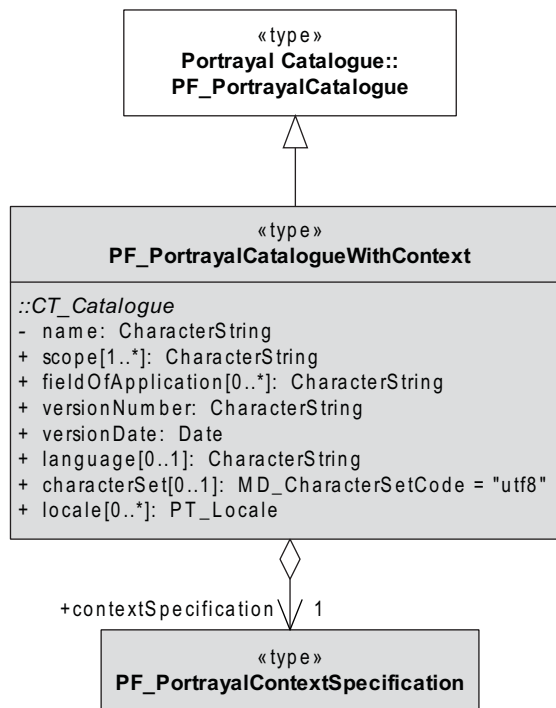 «type»
Portrayal Catalogue::
PF_PortrayalCatalogue
«type»
PF_PortrayalCatalogueWithContext
::CT_Catalogue
- name: CharacterString
+ scope[1..*]: CharacterString
+ fieldOfApplication[0..*]: CharacterString
+ versionNumber: CharacterString
+ versionDate: Date
+ language[0..1]: CharacterString
+ characterSet[0..1]: MD_CharacterSetCode = "utf8"
+ locale[0..*]: PT_Locale
+contextSpecification 1
«type»
PF_PortrayalContextSpecification